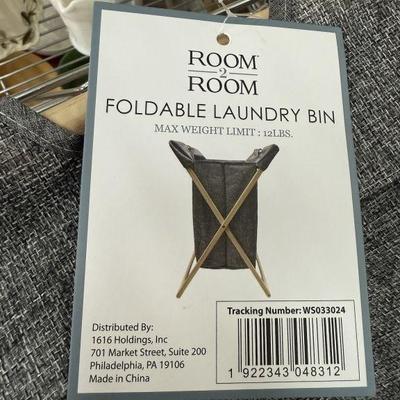 ROOM
2
ROOM
FOLDABLE LAUNDRY BIN
MAX WEIGHT LIMIT : 12LBS.
Tracking Number: WS033024
Distributed By:
1616 Holdings, Inc
701 Market Street, Suite 200
Philadelphia, PA 19106
Made in China
1 922343 048312